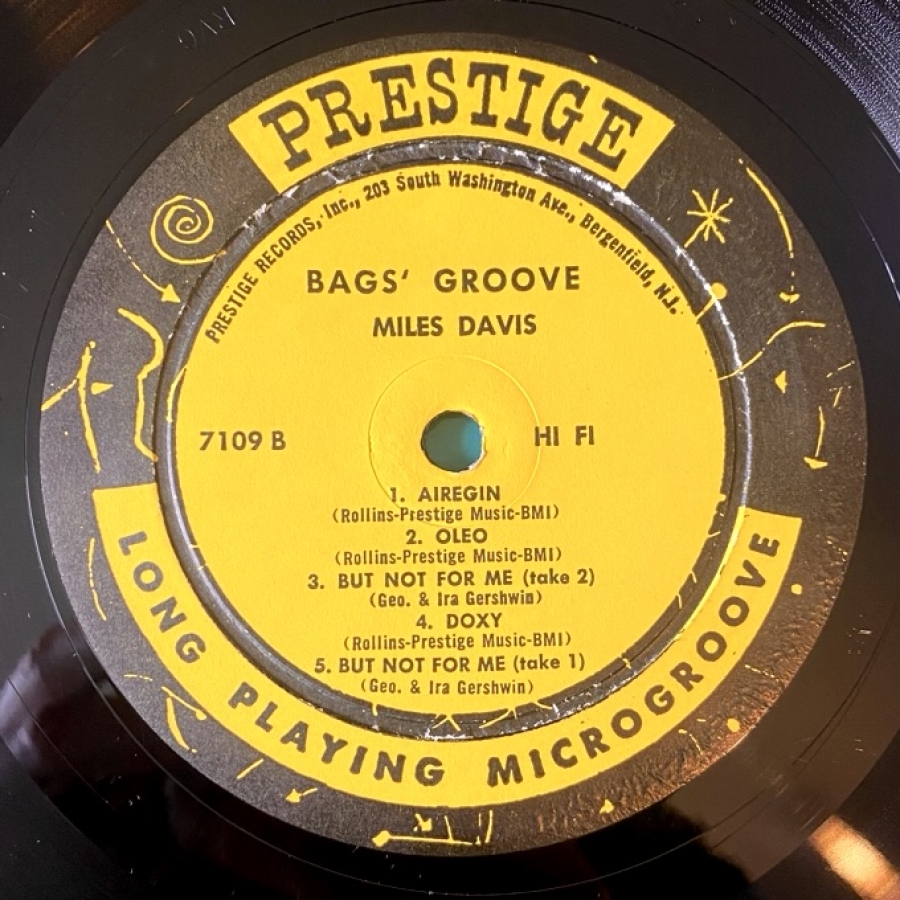 PRESTIGE
PRESTIGE RECORDS, Inc., 203 South Washington Ave., Bergenfield, N.J.
BAGS' GROOVE
MILES DAVIS
7109 B
HI FI
1. AIREGIN
(Rollins-Prestige Music-BMI)
2. OLEO
(Rollins-Prestige Music-BMI)
3. BUT NOT FOR ME (take 2)
(Geo. & Ira Gershwin)
4. DOXY
(Rollins-Prestige Music-BMI)
5. BUT NOT FOR ME (take 1)
(Geo. & Ira Gershwin)
LONG PLAYING MICROGROOVE